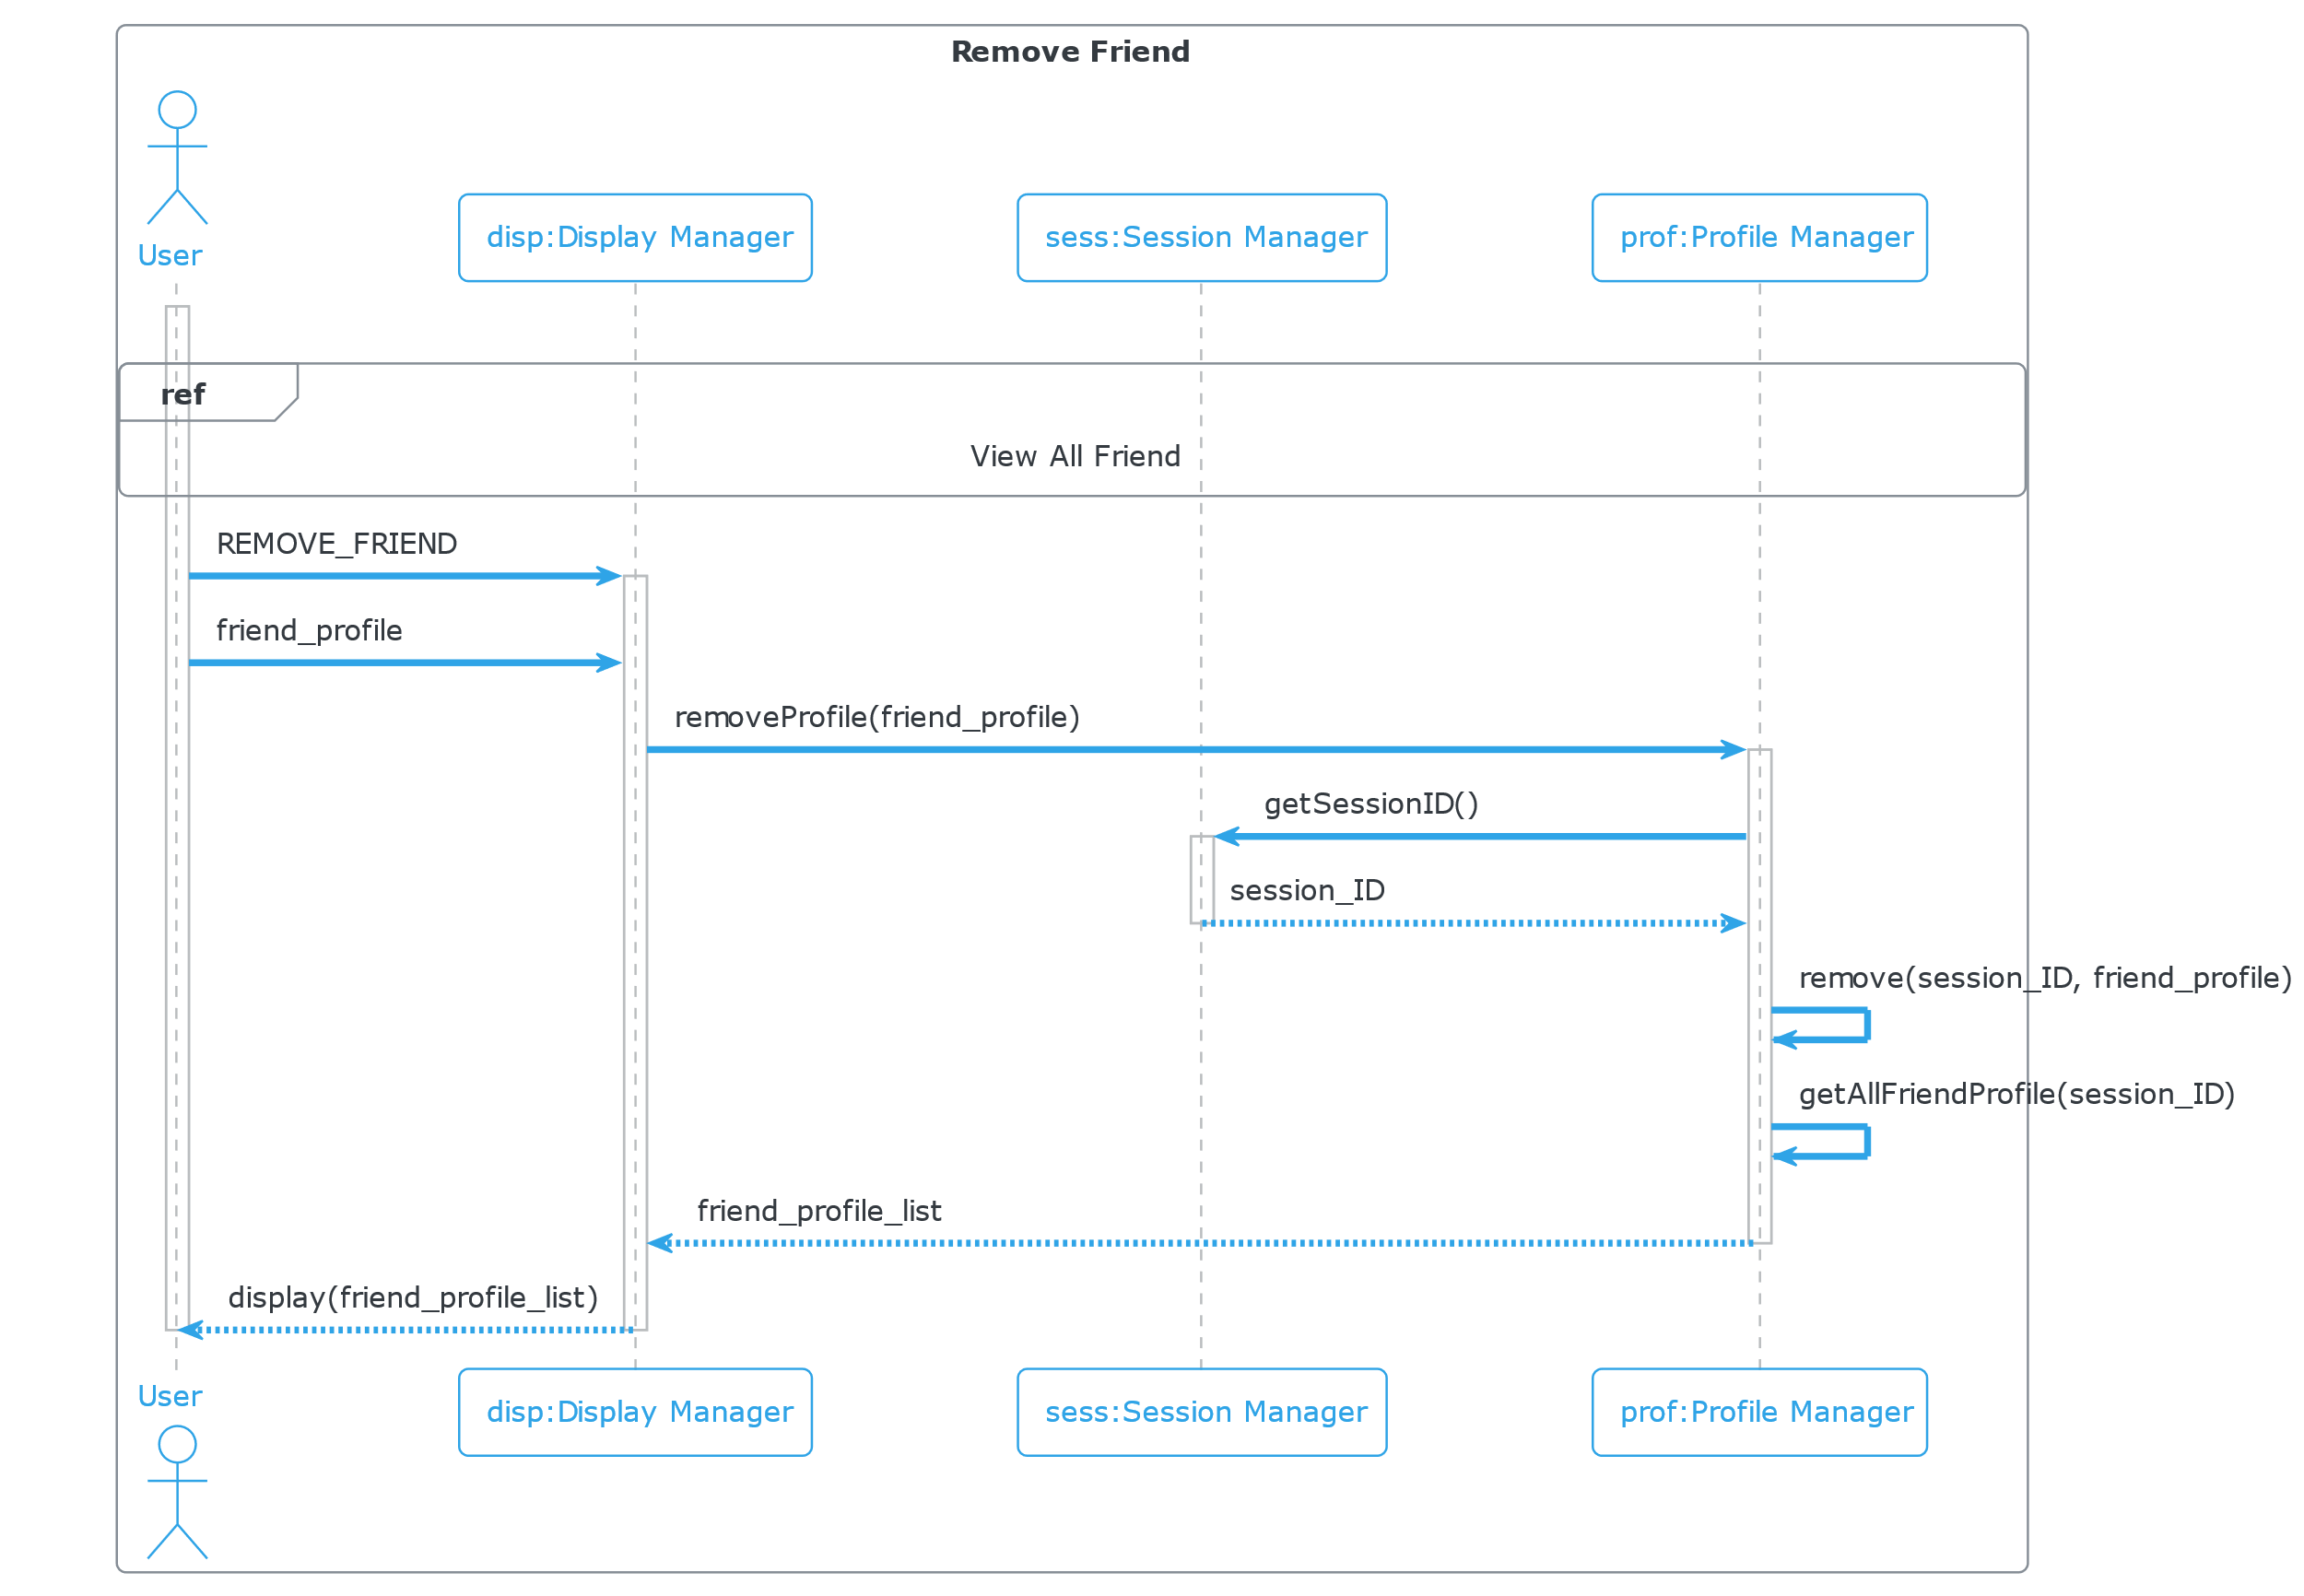 Remove Friend
User
disp:Display Manager
sess:Session Manager
prof:Profile Manager
ref
View All Friend
REMOVE_FRIEND
friend_profile
removeProfile(friend_profile)
getSessionID()
session_ID
remove(session_ID, friend_profile)
getAllFriendProfile(session_ID)
friend_profile_list
display(friend_profile_list)
User
disp:Display Manager
sess:Session Manager
prof:Profile Manager